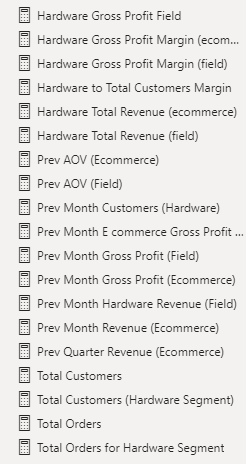 Hardware Gross Profit Field
Hardware Gross Profit Margin (ecom...
Hardware Gross Profit Margin (field)
Hardware to Total Customers Margin
Hardware Total Revenue (ecommerce)
Hardware Total Revenue (field)
Prev AOV (Ecommerce)
Prev AOV (Field)
Prev Month Customers (Hardware)
Prev Month E commerce Gross Profit ...
Prev Month Gross Profit (Field)
Prev Month Gross Profit (Ecommerce)
Prev Month Hardware Revenue (Field)
Prev Month Revenue (Ecommerce)
Prev Quarter Revenue (Ecommerce)
Total Customers
Total Customers (Hardware Segment)
Total Orders
Total Orders for Hardware Segment